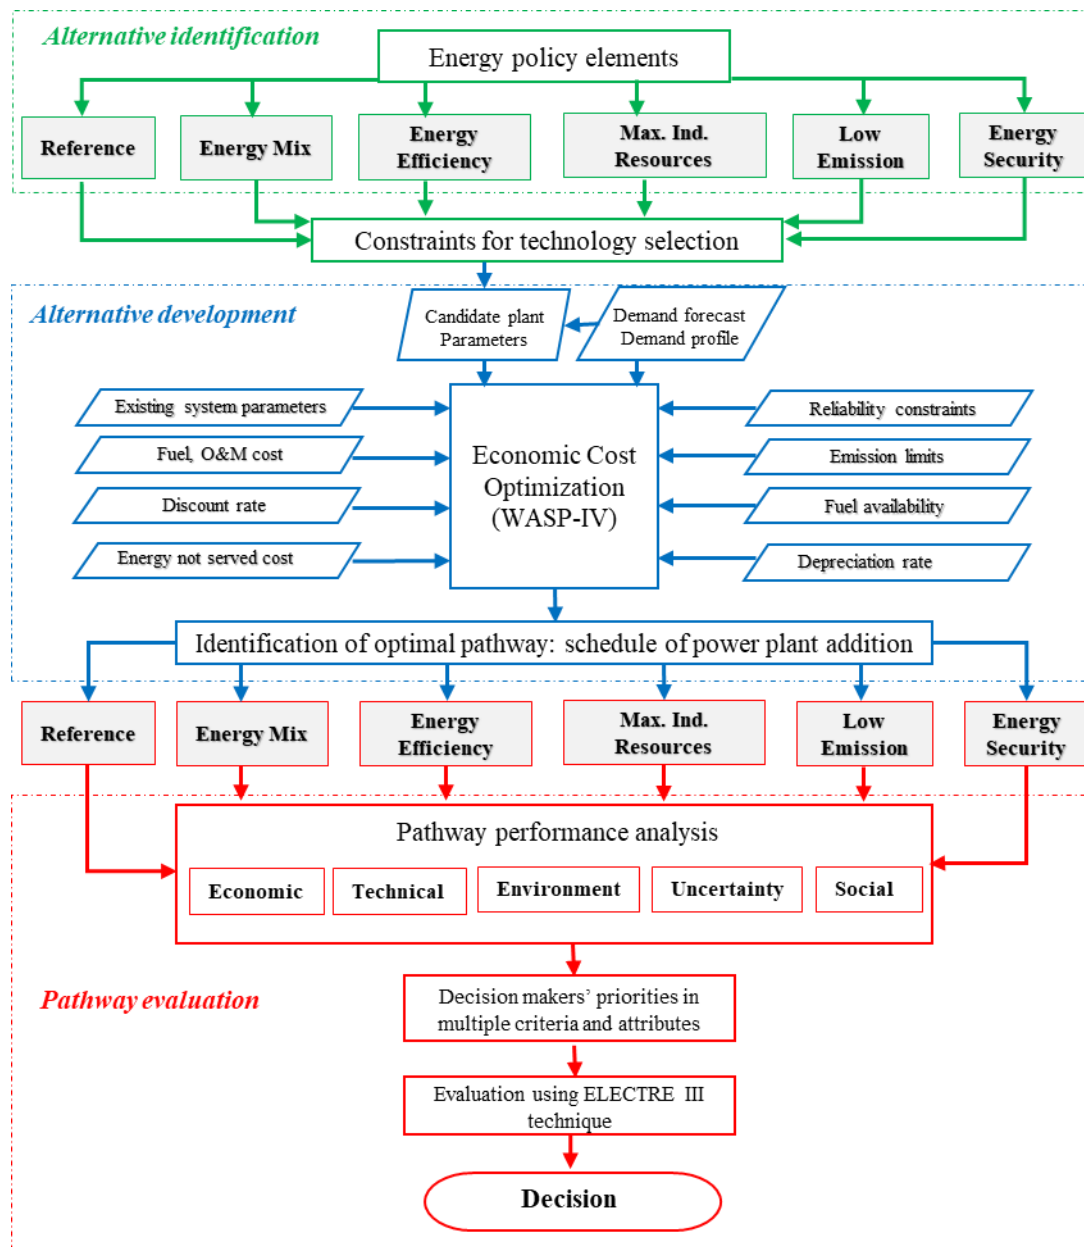 Alternative identification
Energy policy elements
Reference
Energy Mix
Energy
Efficiency
Max. Ind.
Resources
Low
Emission
Energy
Security
Constraints for technology selection
Alternative development
Candidate plant
Parameters
Demand forecast
Demand profile
Existing system parameters
Fuel, O&M cost
Discount rate
Energy not served cost
Economic Cost
Optimization
(WASP-IV)
Reliability constraints
Emission limits
Fuel availability
Depreciation rate
Identification of optimal pathway: schedule of power plant addition
Reference
Energy Mix
Energy
Efficiency
Max. Ind.
Resources
Low
Emission
Energy
Security
Pathway performance analysis
Economic
Technical
Environment
Uncertainty
Social
Pathway evaluation
Decision makers’ priorities in
multiple criteria and attributes
Evaluation using ELECTRE III
technique
Decision